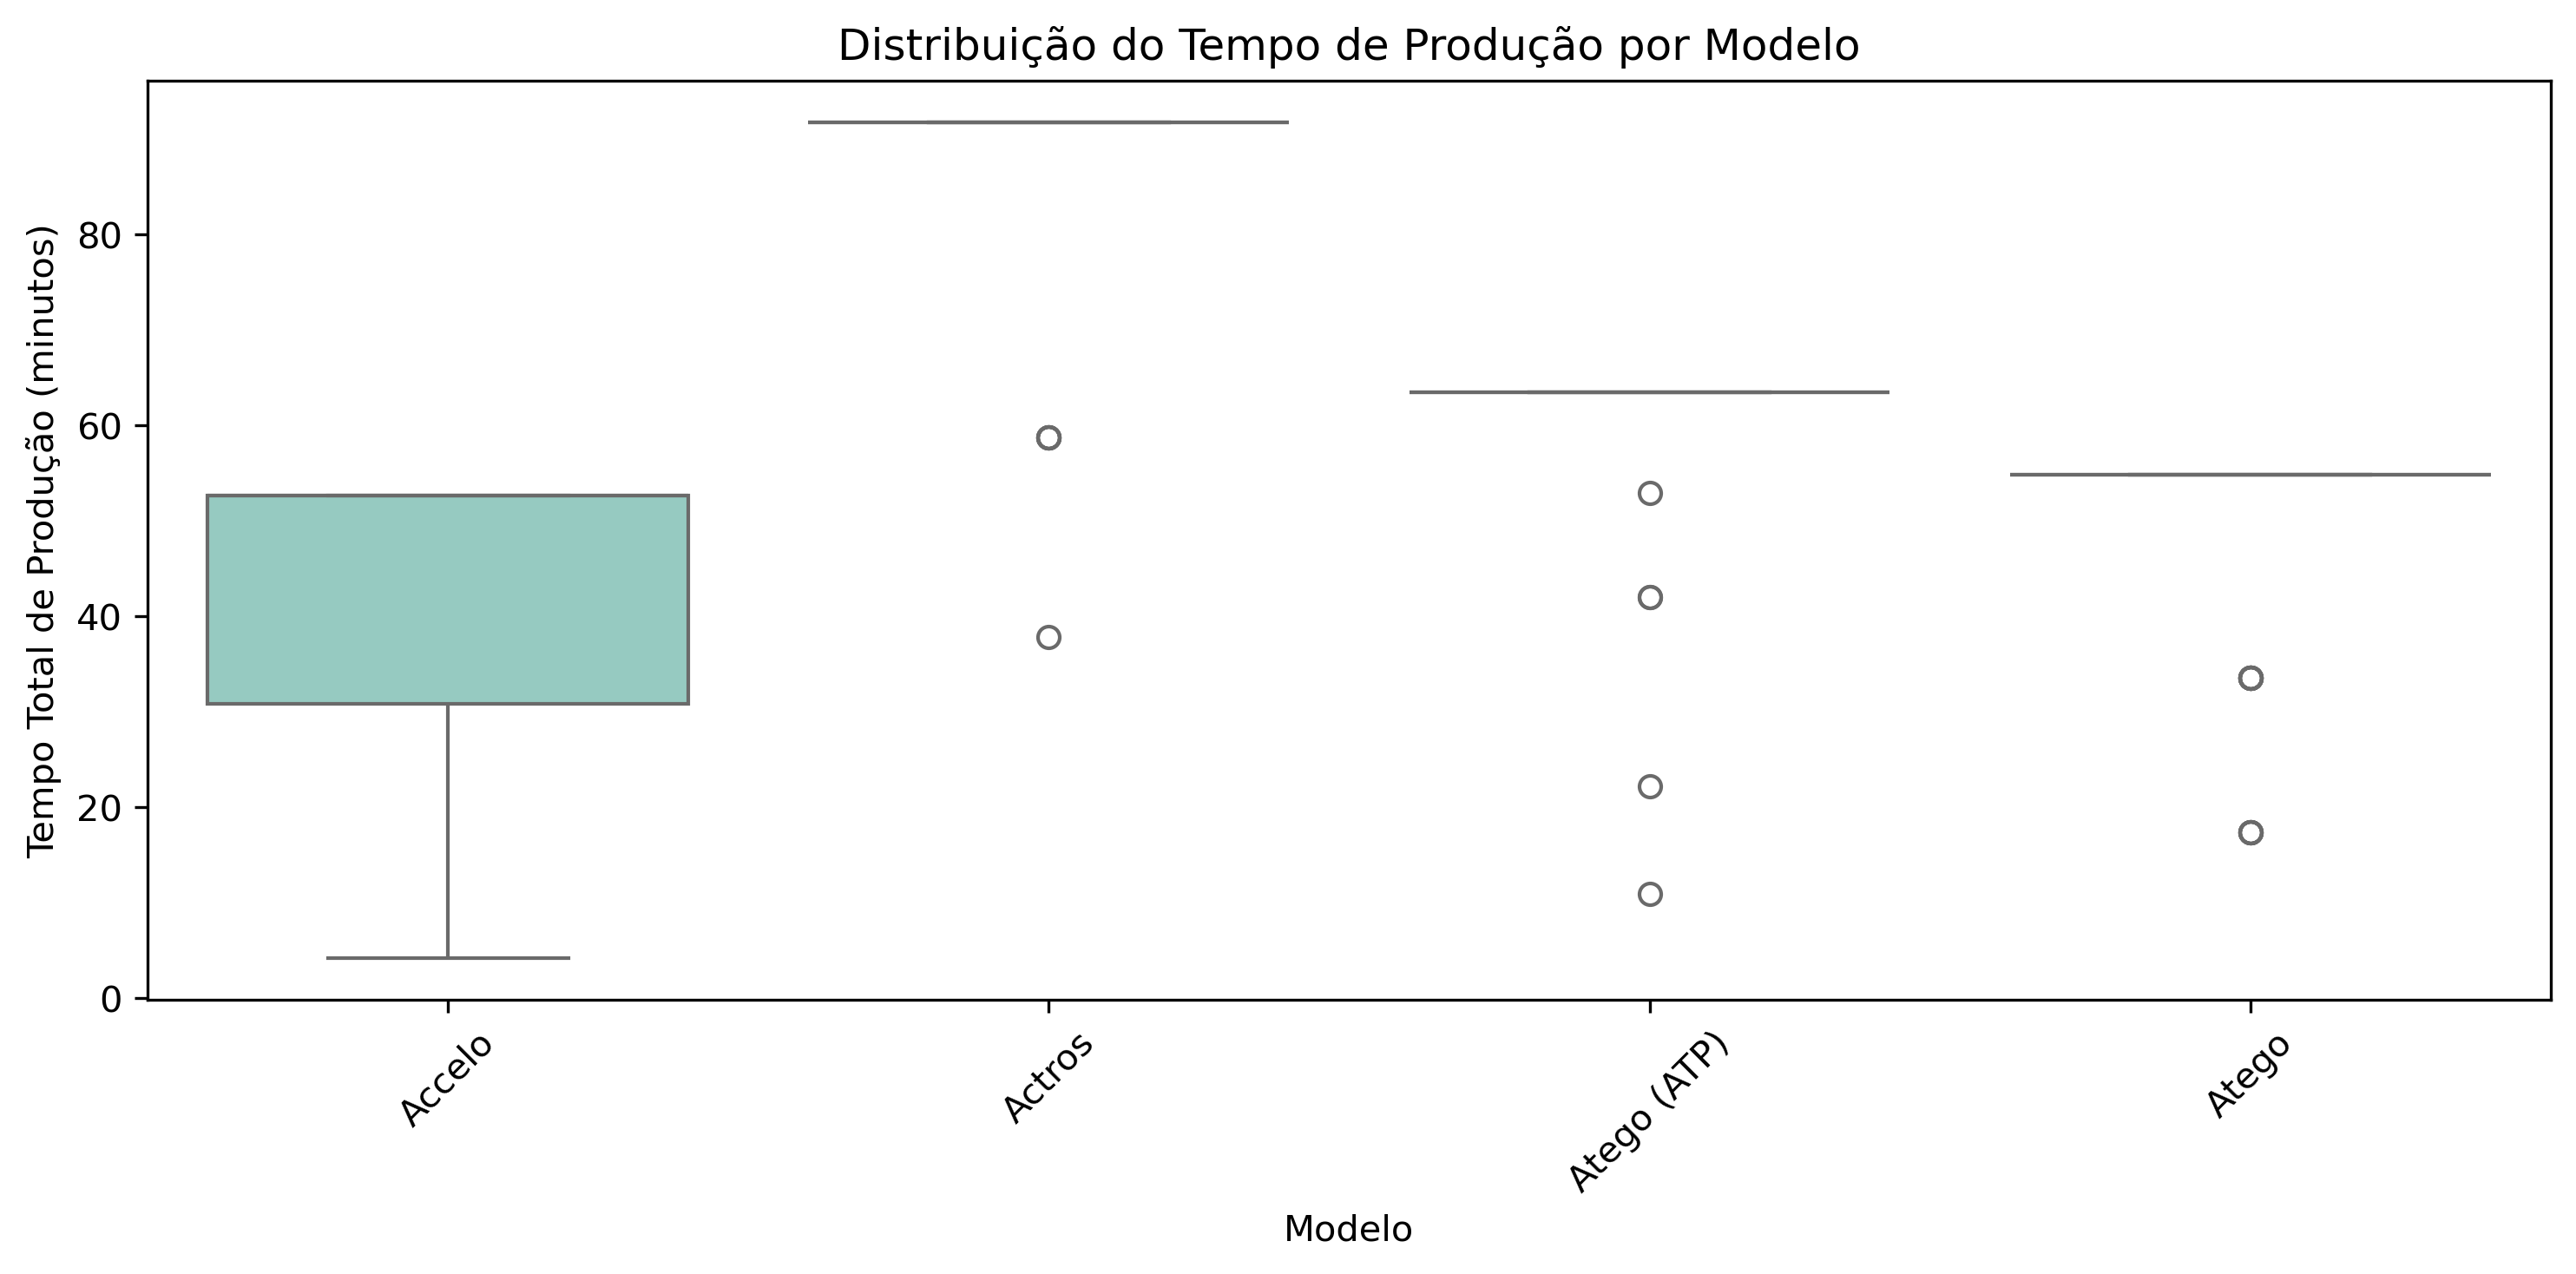 Distribuição do Tempo de Produção por Modelo
Tempo Total de Produção (minutos)
80
60
40
20
0
Accelo
Actros
Atego (ATP)
Atego
Modelo